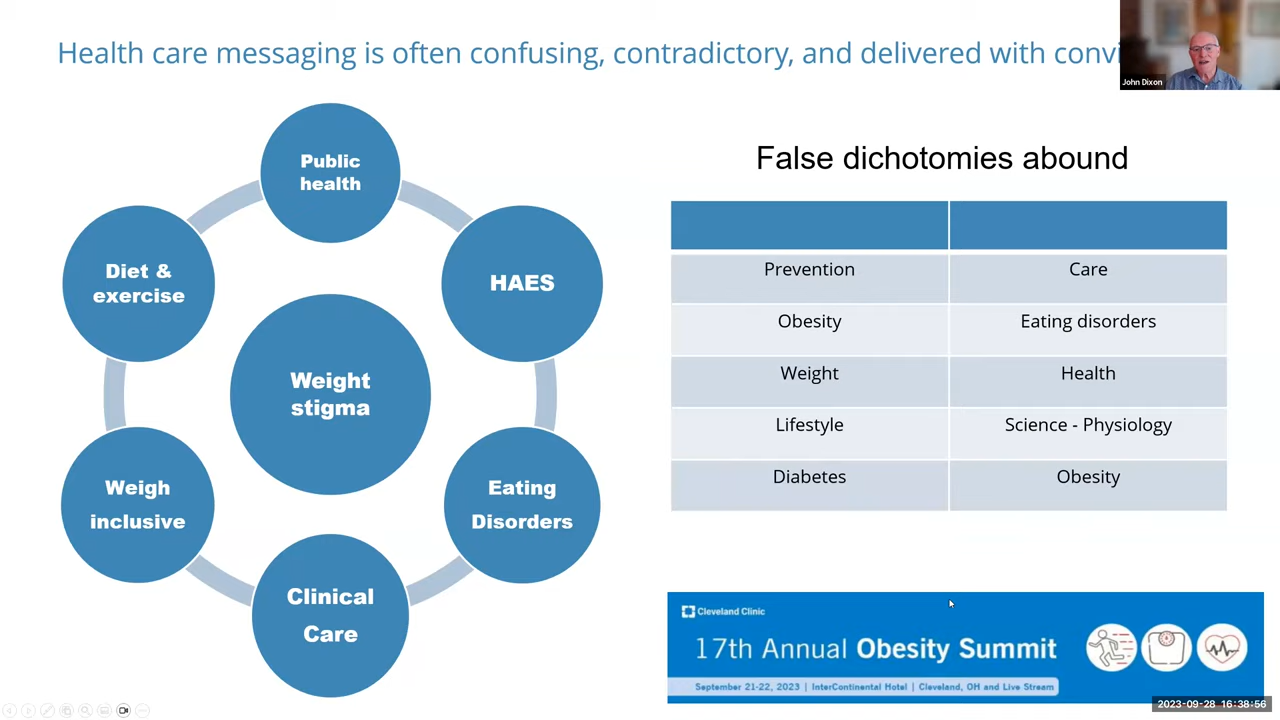 Health care messaging is often confusing, contradictory, and delivered with
John Dixon
Public
health
HAES
Eating
Disorders
Clinical
Care
Weigh
inclusive
Diet &
exercise
Weight
stigma
False dichotomies abound
Prevention Care
Obesity Eating disorders
Weight Health
Lifestyle Science - Physiology
Diabetes Obesity
Cleveland Clinic
17th Annual Obesity Summit
September 21-22, 2023 | InterContinental Hotel | Cleveland, OH and Live Stream
2023-09-28 16:38:56